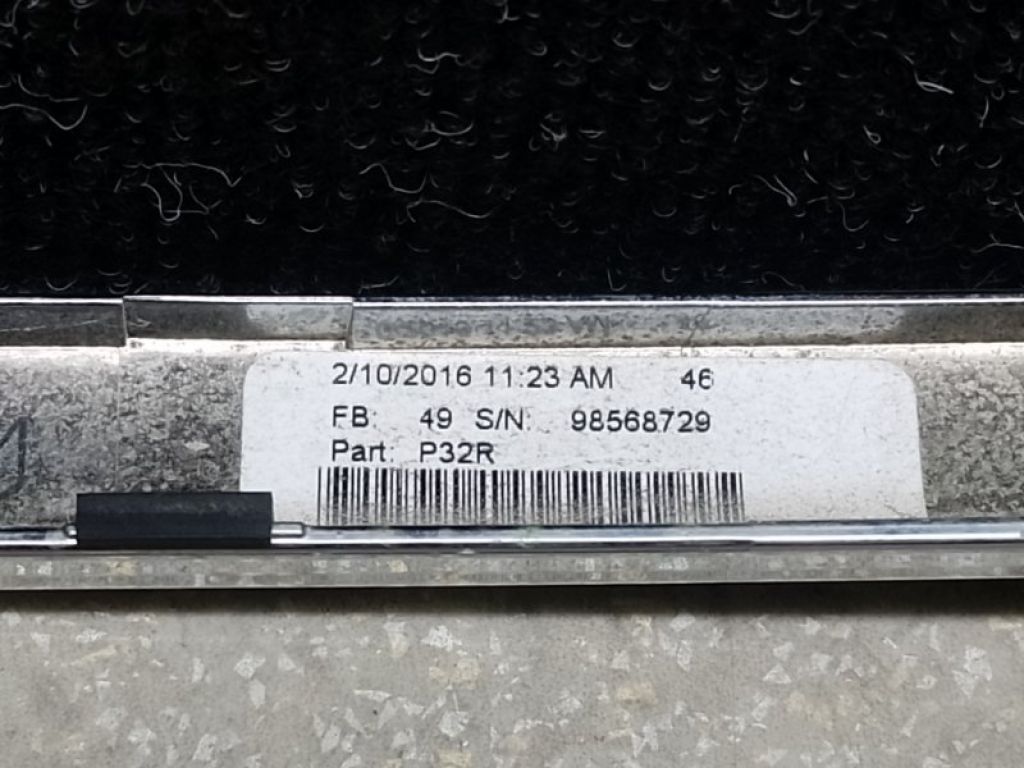 2/10/2016 11:23 AM 46
FB: 49 S/N: 98568729
Part: P32R